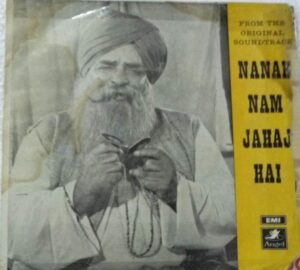 FROM THE
ORIGINAL
SOUNDTRACK
NANAK
NAM
JAHAJ
HAI
EMI
Angel